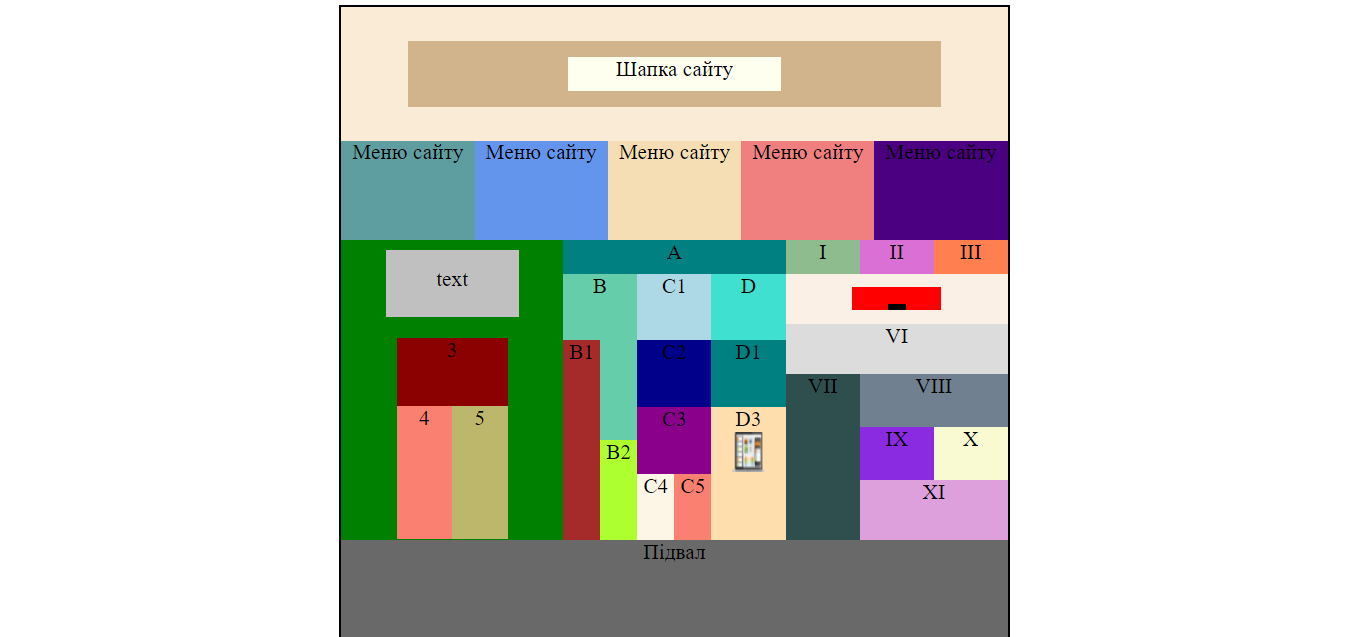 Шапка сайту
Меню сайту Меню сайту Меню сайту Меню сайту Меню сайту
text
3
4 5
A
B C1 D
B1 C2 D1
C3 D3
B2
C4 C5
I II III
VI
VII VIII
IX X
XI
Підвал